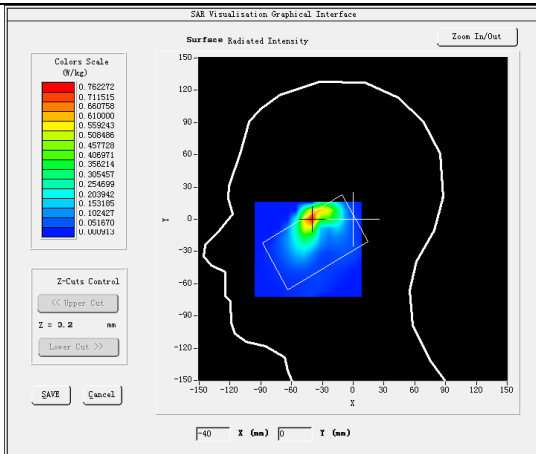 SAR Visualisation Graphical Interface
Surface Radiated Intensity
Zoom In/Out
Colors Scale
(W/kg)
0.762272
0.711515
0.660758
0.610000
0.559243
0.508486
0.457728
0.406971
0.356214
0.305457
0.254699
0.203942
0.153185
0.102427
0.051670
0.000913
Z-Cuts Control
<< Upper Cut
Z = 0.2 mm
Lower Cut >>
SAVE Cancel
150
120
90
60
30
0
-30
-60
-90
-120
-150
Y
-150 -120 -90 -60 -30 0 30 60 90 120 150
X
-40 X (mm) 0 Y (mm)